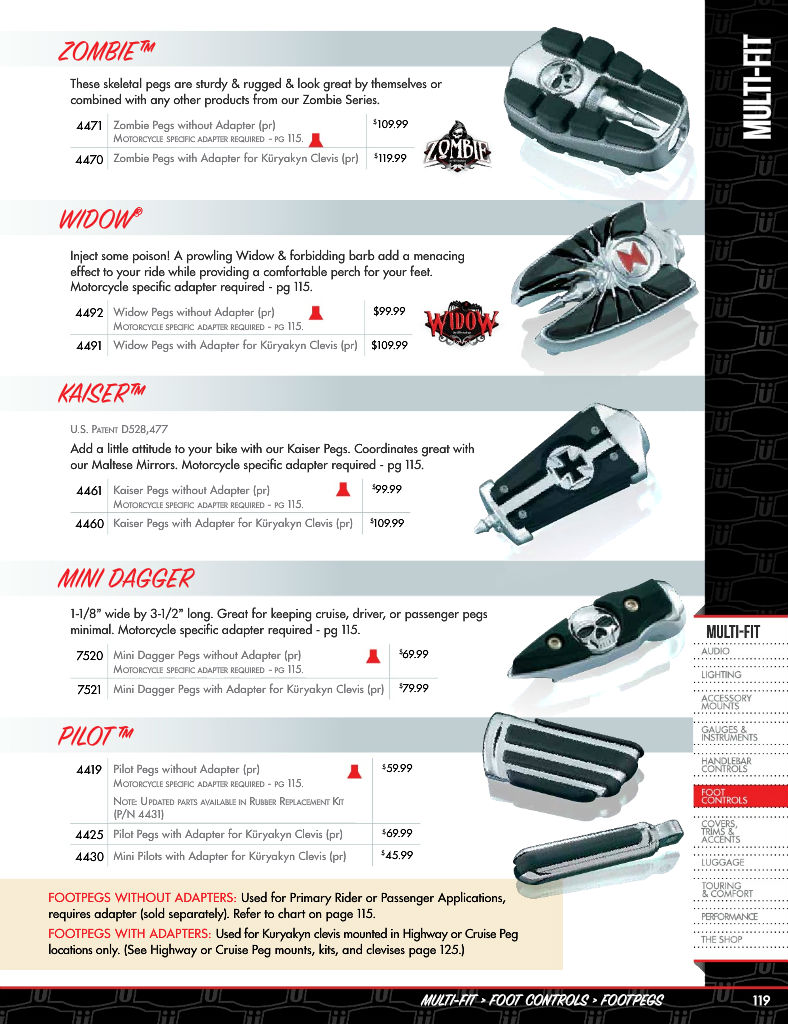 MULTI-FIT
ZOMBIE™
These skeletal pegs are sturdy & rugged & look great by themselves or
combined with any other products from our Zombie Series.
4471 Zombie Pegs without Adapter (pr) $109.99
Motorcycle specific adapter required - pg 115.
4470 Zombie Pegs with Adapter for Küryakyn Clevis (pr) $119.99
ZOMBIE
WIDOW®
Inject some poison! A prowling Widow & forbidding barb add a menacing
effect to your ride while providing a comfortable perch for your feet.
Motorcycle specific adapter required - pg 115.
4492 Widow Pegs without Adapter (pr) $99.99
Motorcycle specific adapter required - pg 115.
4491 Widow Pegs with Adapter for Küryakyn Clevis (pr) $109.99
WIDOW
KAISER™
U.S. Patent D528,477
Add a little attitude to your bike with our Kaiser Pegs. Coordinates great with
our Maltese Mirrors. Motorcycle specific adapter required - pg 115.
4461 Kaiser Pegs without Adapter (pr) $99.99
Motorcycle specific adapter required - pg 115.
4460 Kaiser Pegs with Adapter for Küryakyn Clevis (pr) $109.99
MINI DAGGER
1-1/8" wide by 3-1/2" long. Great for keeping cruise, driver, or passenger pegs
minimal. Motorcycle specific adapter required - pg 115.
7520 Mini Dagger Pegs without Adapter (pr) $69.99
Motorcycle specific adapter required - pg 115.
7521 Mini Dagger Pegs with Adapter for Küryakyn Clevis (pr) $79.99
PILOT™
4419 Pilot Pegs without Adapter (pr) $59.99
Motorcycle specific adapter required - pg 115.
Note: Updated parts available in Rubber Replacement Kit
(P/N 4431)
4425 Pilot Pegs with Adapter for Küryakyn Clevis (pr) $69.99
4430 Mini Pilots with Adapter for Küryakyn Clevis (pr) $45.99
FOOTPEGS WITHOUT ADAPTERS: Used for Primary Rider or Passenger Applications,
requires adapter (sold separately). Refer to chart on page 115.
FOOTPEGS WITH ADAPTERS: Used for Kuryakyn clevis mounted in Highway or Cruise Peg
locations only. (See Highway or Cruise Peg mounts, kits, and clevises page 125.)
MULTI-FIT
AUDIO
LIGHTING
ACCESSORY
MOUNTS
GAUGES &
INSTRUMENTS
HANDLEBAR
CONTROLS
FOOT
CONTROLS
COVERS,
TRIMS &
ACCENTS
LUGGAGE
TOURING
& COMFORT
PERFORMANCE
THE SHOP
MULTI-FIT > FOOT CONTROLS > FOOTPEGS 119